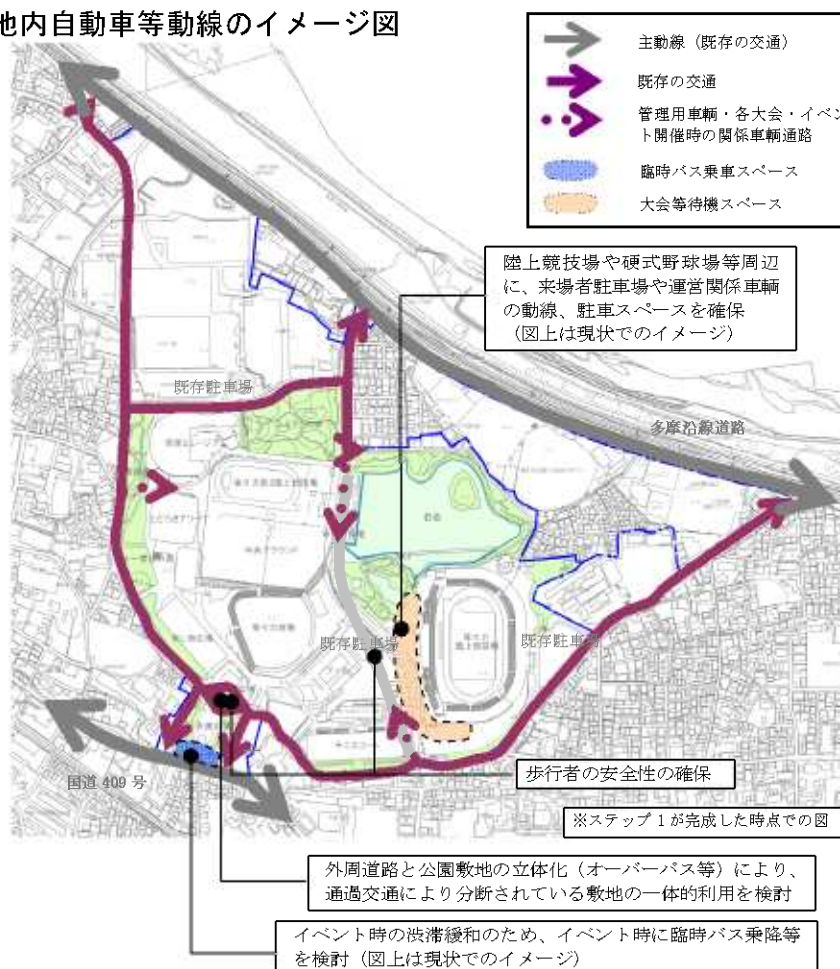 地内自動車等動線のイメージ図
主動線（既存の交通）
既存の交通
管理用車輌・各大会・イベン
ト開催時の関係車輌通路
臨時バス乗車スペース
大会等待機スペース
陸上競技場や硬式野球場等周辺
に、来場者駐車場や運営関係車輌
の動線、駐車スペースを確保
（図上は現状でのイメージ）
既存駐車場
多摩沿線道路
既存駐車場
既存駐車場
国道 409 号
歩行者の安全性の確保
※ステップ 1 が完成した時点での図
外周道路と公園敷地の立体化（オーバーパス等）により、
通過交通により分断されている敷地の一体的利用を検討
イベント時の渋滞緩和のため、イベント時に臨時バス乗降等
を検討（図上は現状でのイメージ）